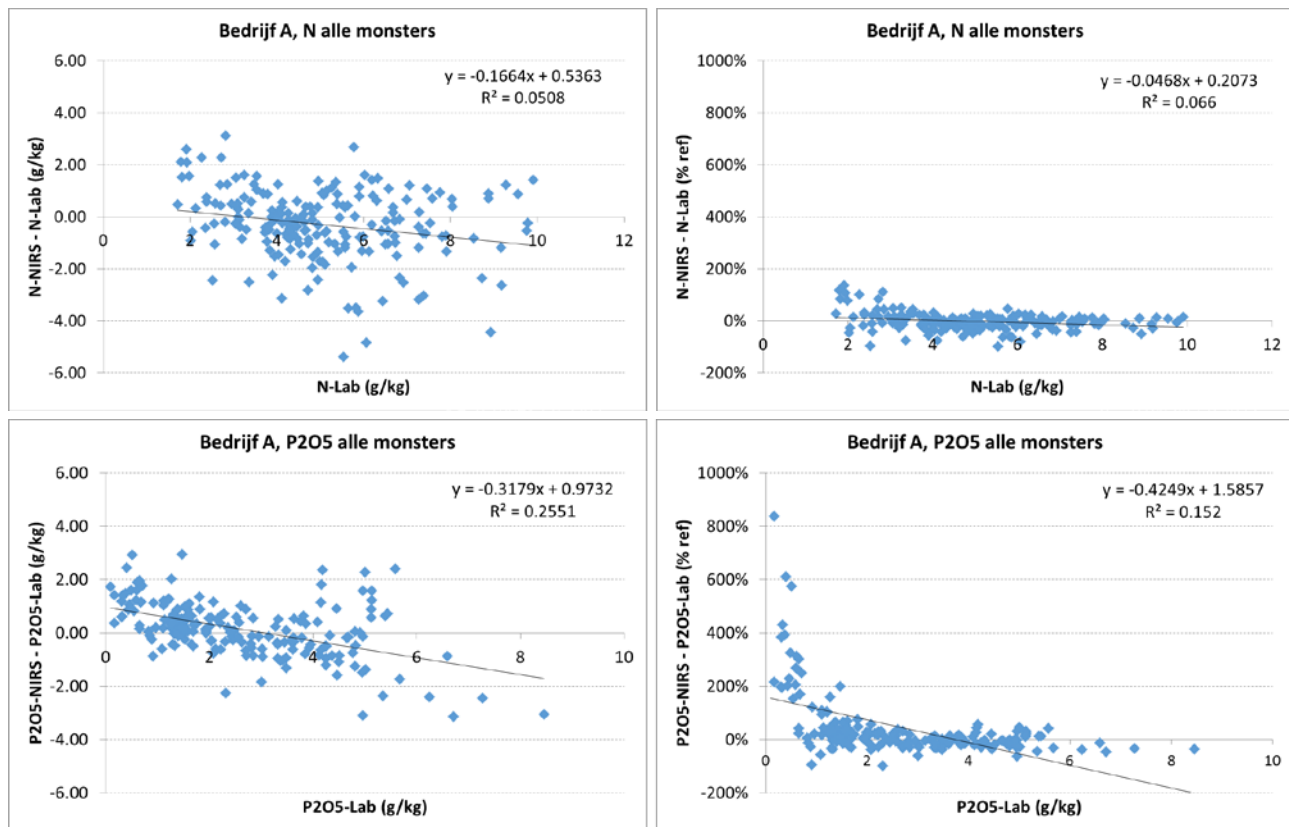 Bedrijf A, N alle monsters
y = -0.1664x + 0.5363
R² = 0.0508
6.00
4.00
2.00
0.00
-2.00
-4.00
-6.00
0 2 4 6 8 10 12
N-NIRS - N-Lab (g/kg)
N-Lab (g/kg)
Bedrijf A, N alle monsters
y = -0.0468x + 0.2073
R² = 0.066
1000%
800%
600%
400%
200%
0%
-200%
0 2 4 6 8 10 12
N-NIRS - N-Lab (% ref)
N-Lab (g/kg)
Bedrijf A, P2O5 alle monsters
y = -0.3179x + 0.9732
R² = 0.2551
6.00
4.00
2.00
0.00
-2.00
-4.00
-6.00
0 2 4 6 8 10
P2O5-NIRS - P2O5-Lab (g/kg)
P2O5-Lab (g/kg)
Bedrijf A, P2O5 alle monsters
y = -0.4249x + 1.5857
R² = 0.152
1000%
800%
600%
400%
200%
0%
-200%
0 2 4 6 8 10
P2O5-NIRS - P2O5-Lab (% ref)
P2O5-Lab (g/kg)